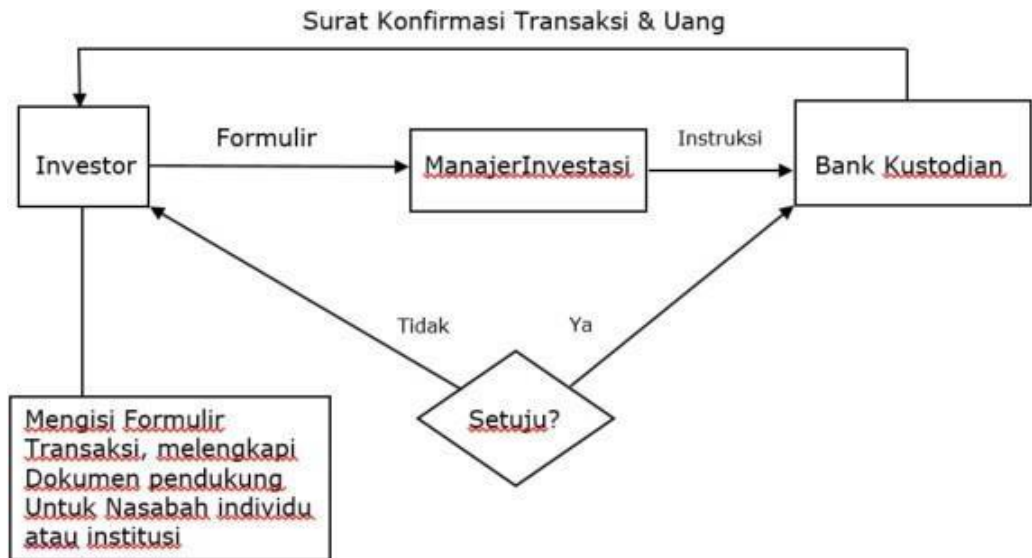 Surat Konfirmasi Transaksi & Uang
Investor
Formulir
ManajerInvestasi
Instruksi
Bank Kustodian
Tidak
Ya
Setuju?
Mengisi Formulir
Transaksi, melengkapi
Dokumen pendukung
Untuk Nasabah individu
atau institusi